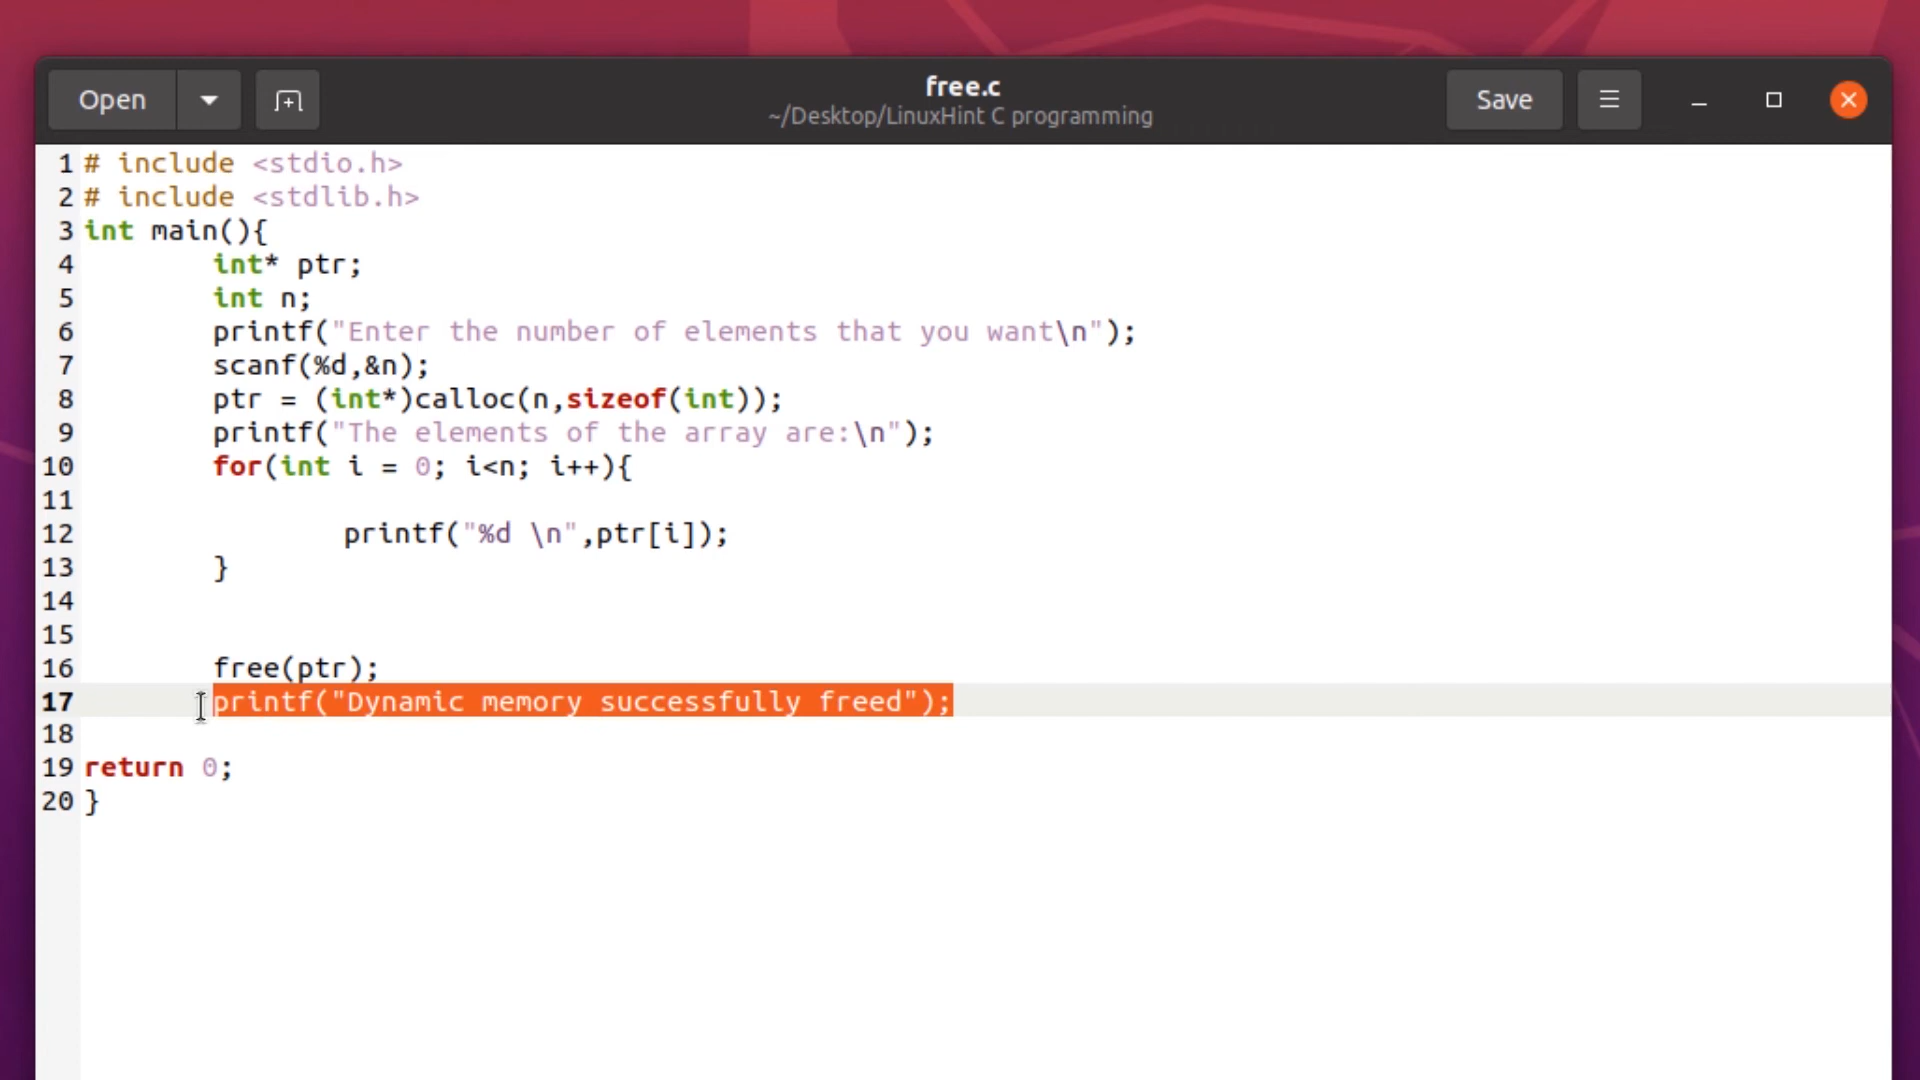 Open
free.c
~/Desktop/LinuxHint C programming
Save
1 # include <stdio.h>
2 # include <stdlib.h>
3 int main(){
4 int* ptr;
5 int n;
6 printf("Enter the number of elements that you want\n");
7 scanf(%d,&n);
8 ptr = (int*)calloc(n,sizeof(int));
9 printf("The elements of the array are:\n");
10 for(int i = 0; i<n; i++){
11
12 printf("%d \n",ptr[i]);
13 }
14
15
16 free(ptr);
17 printf("Dynamic memory successfully freed");
18
19 return 0;
20 }